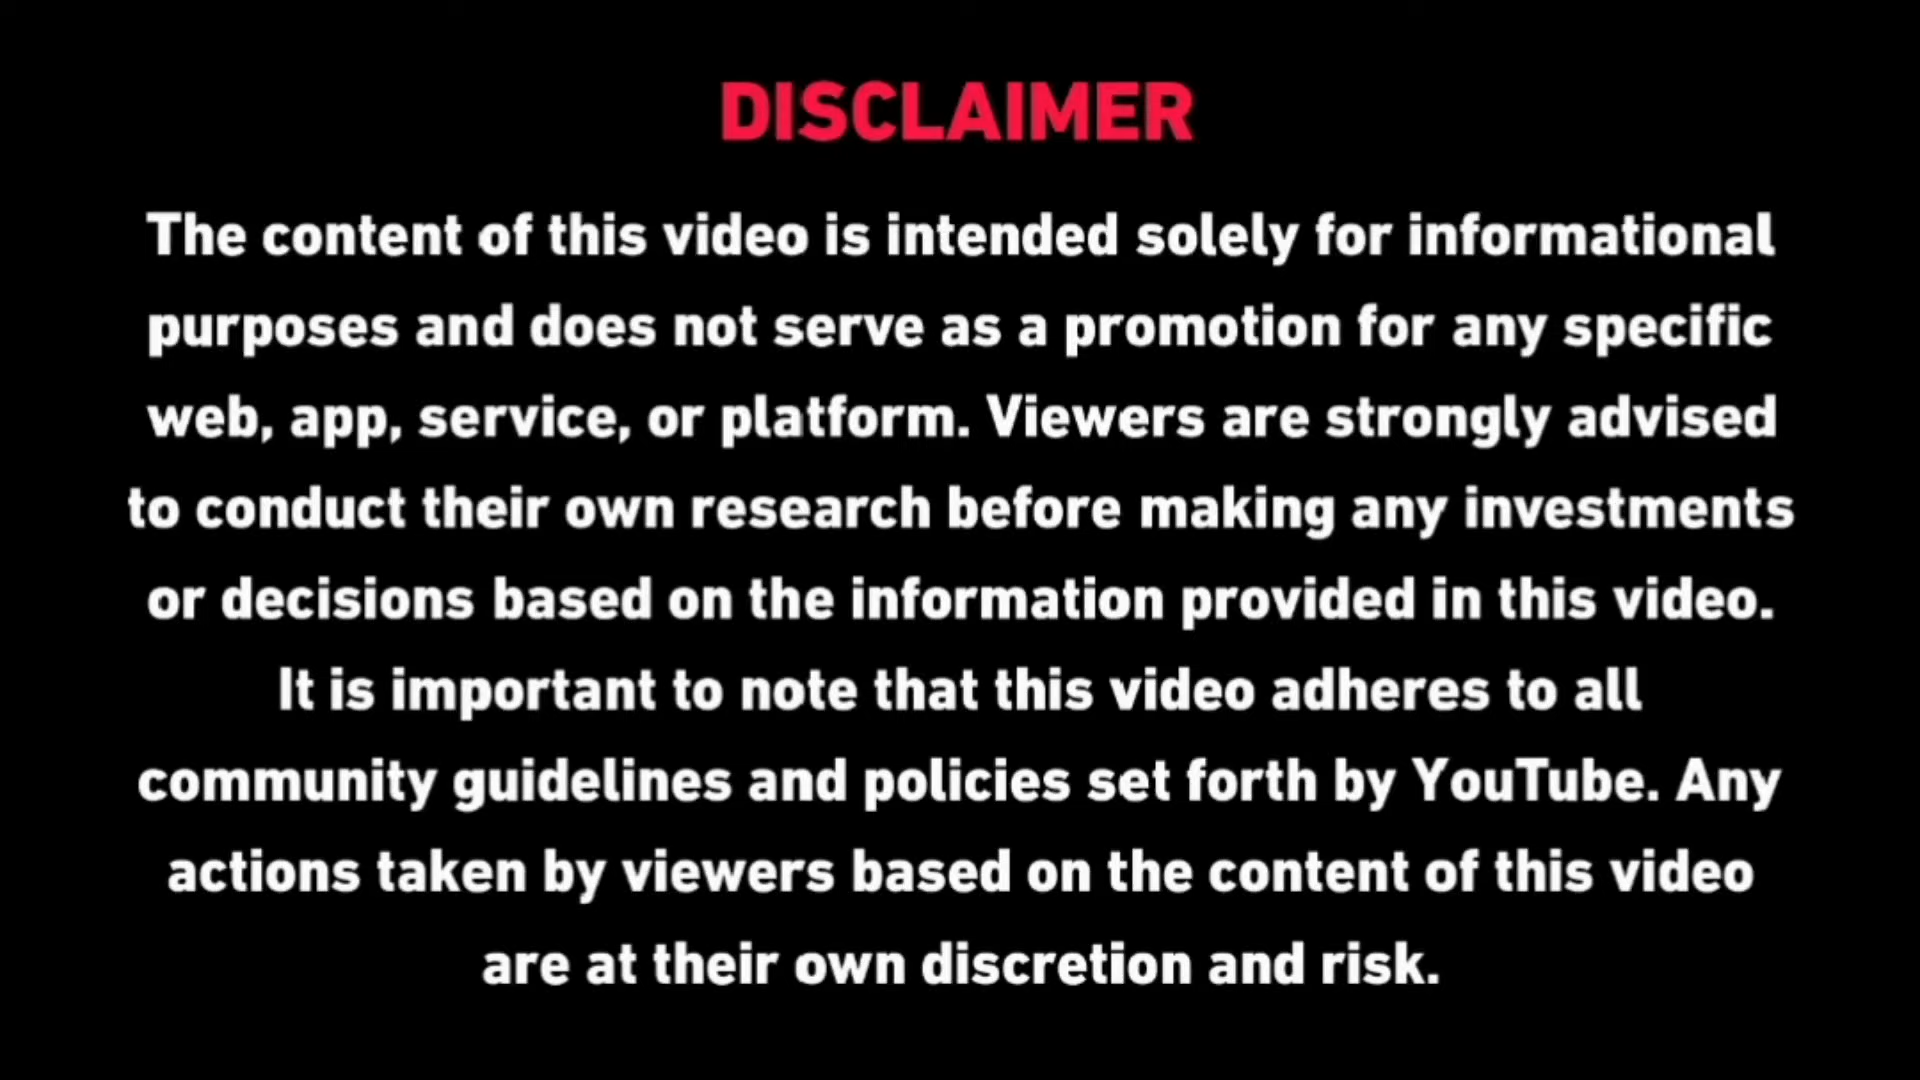 DISCLAIMER
The content of this video is intended solely for informational
purposes and does not serve as a promotion for any specific
web, app, service, or platform. Viewers are strongly advised
to conduct their own research before making any investments
or decisions based on the information provided in this video.
It is important to note that this video adheres to all
community guidelines and policies set forth by YouTube. Any
actions taken by viewers based on the content of this video
are at their own discretion and risk.